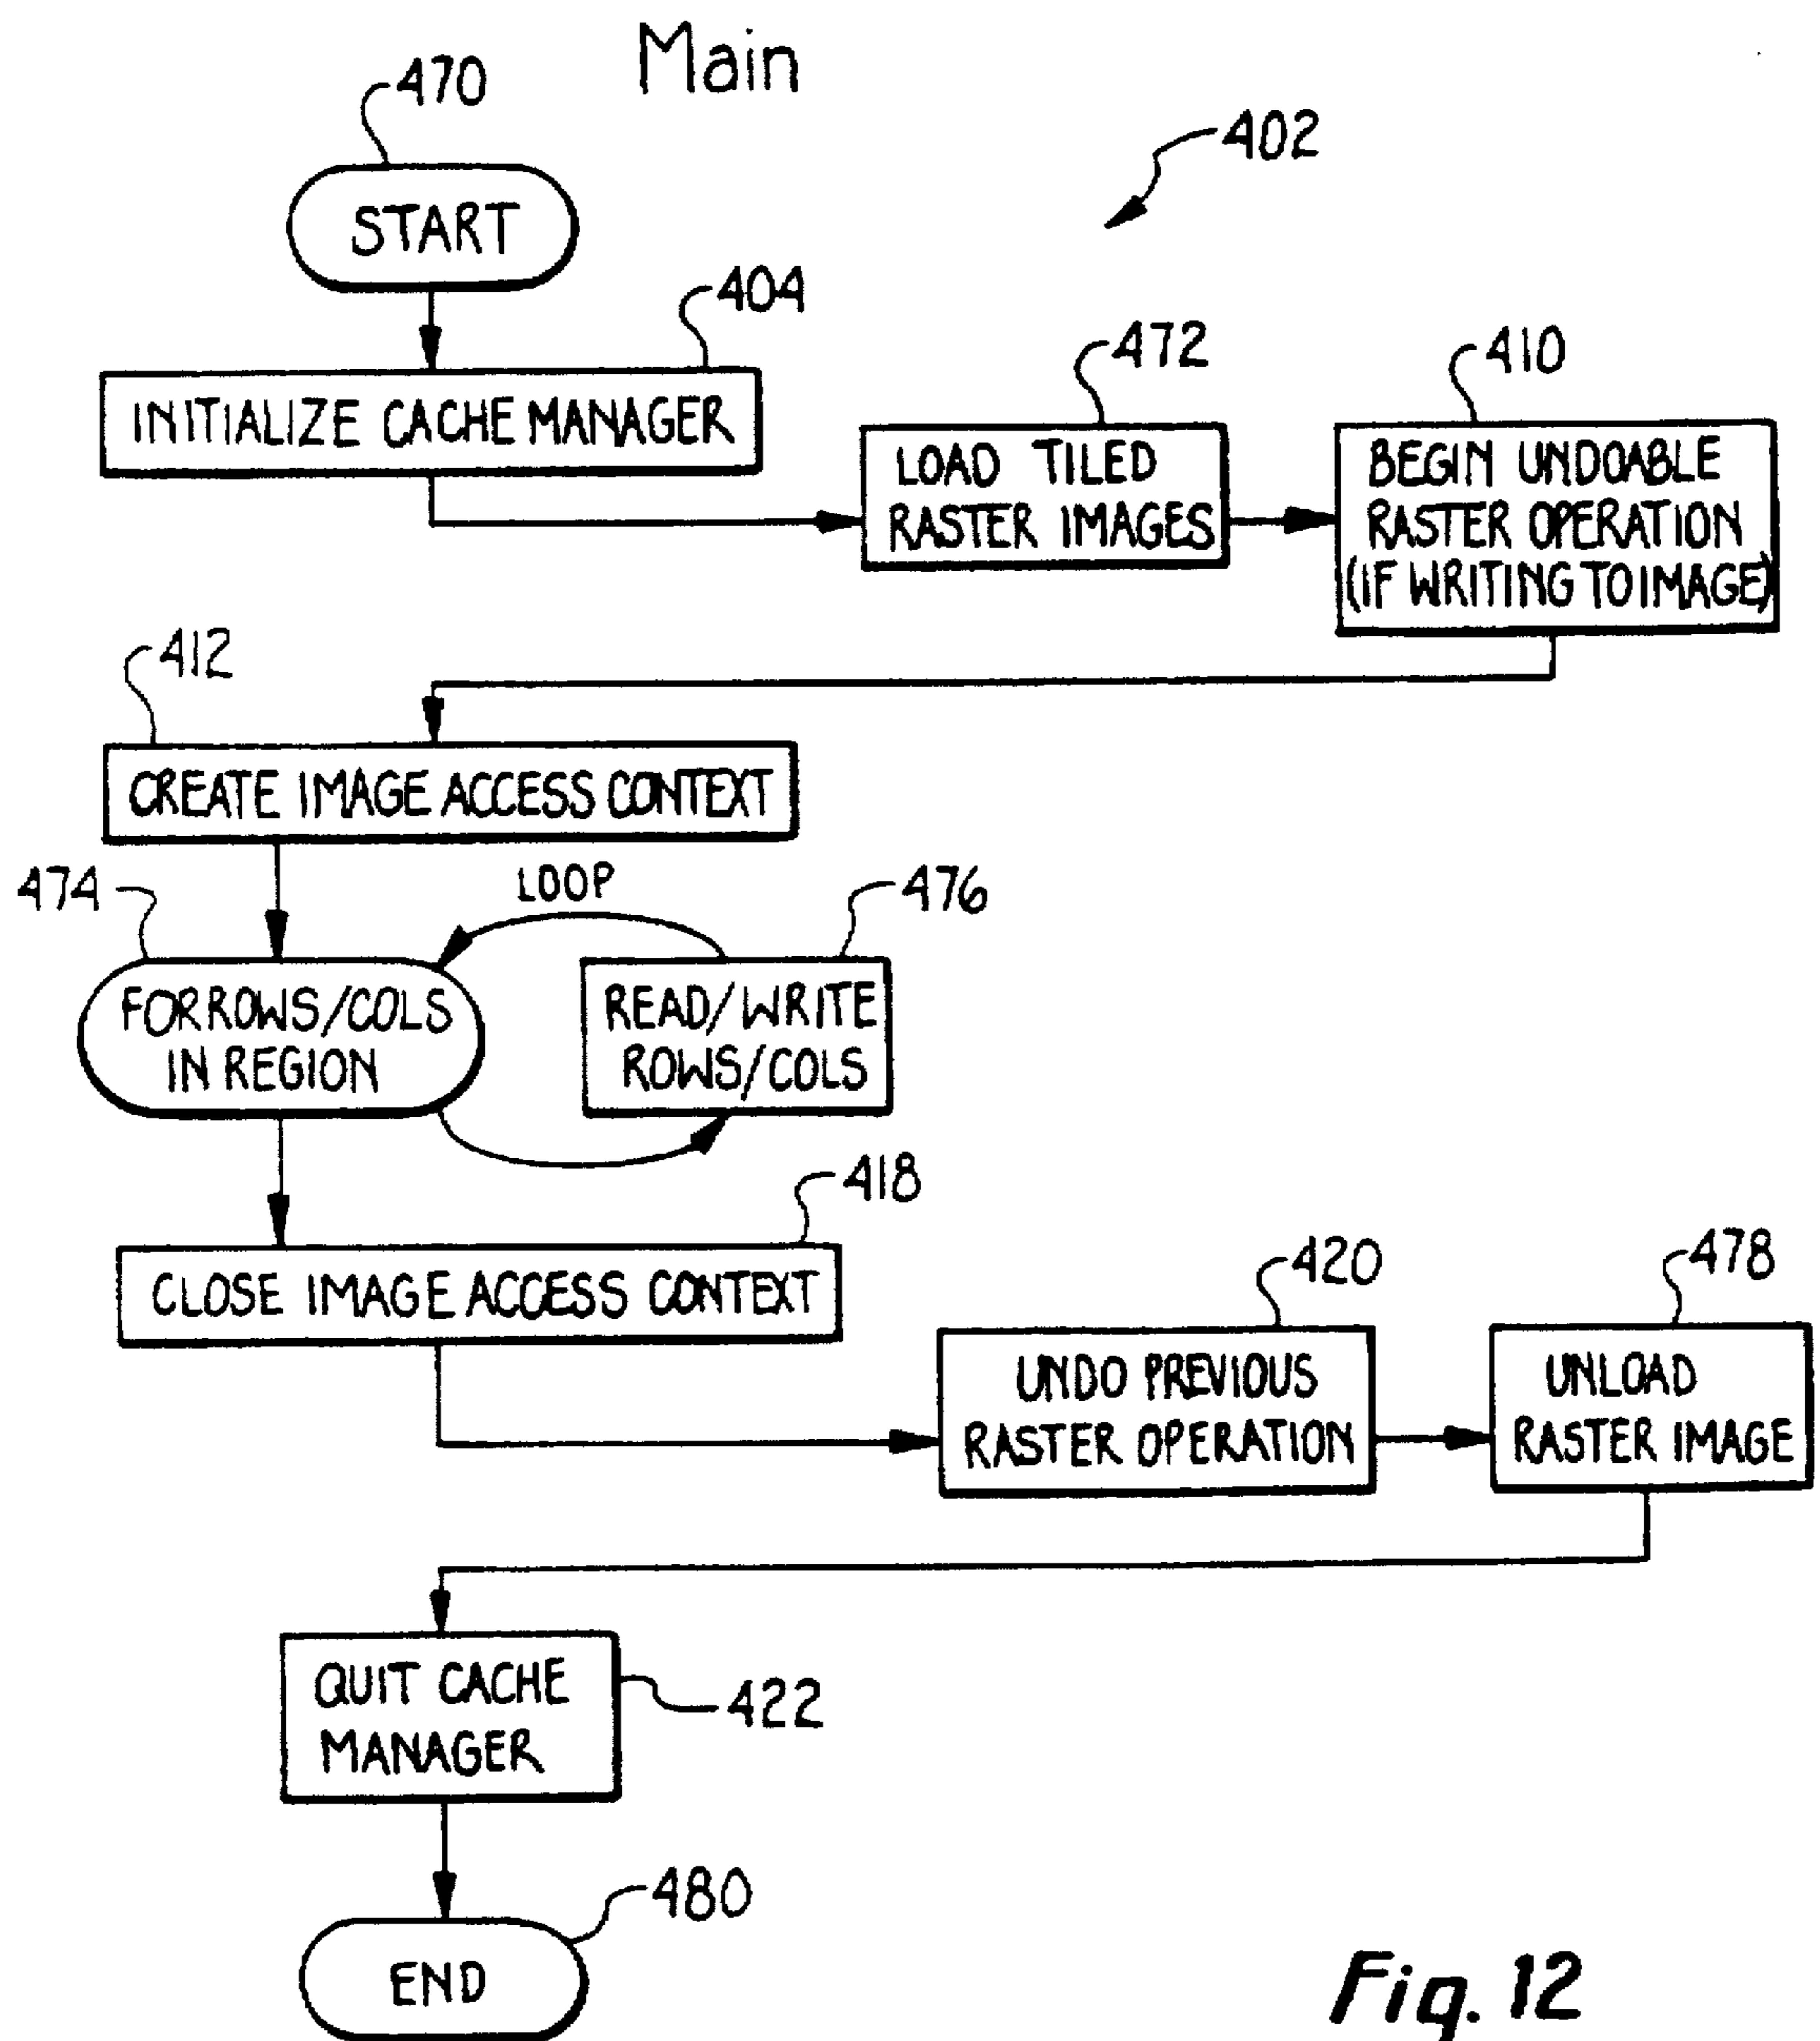 Main
470
402
START
404
INITIALIZE CACHE MANAGER
472
LOAD TILED
RASTER IMAGES
410
BEGIN UNDOABLE
RASTER OPERATION
(IF WRITING TO IMAGE)
412
CREATE IMAGE ACCESS CONTEXT
474
LOOP
476
FOR ROWS/COLS
IN REGION
READ/WRITE
ROWS/COLS
418
CLOSE IMAGE ACCESS CONTEXT
420
UNDO PREVIOUS
RASTER OPERATION
478
UNLOAD
RASTER IMAGE
QUIT CACHE
MANAGER
422
480
END
Fig. 12